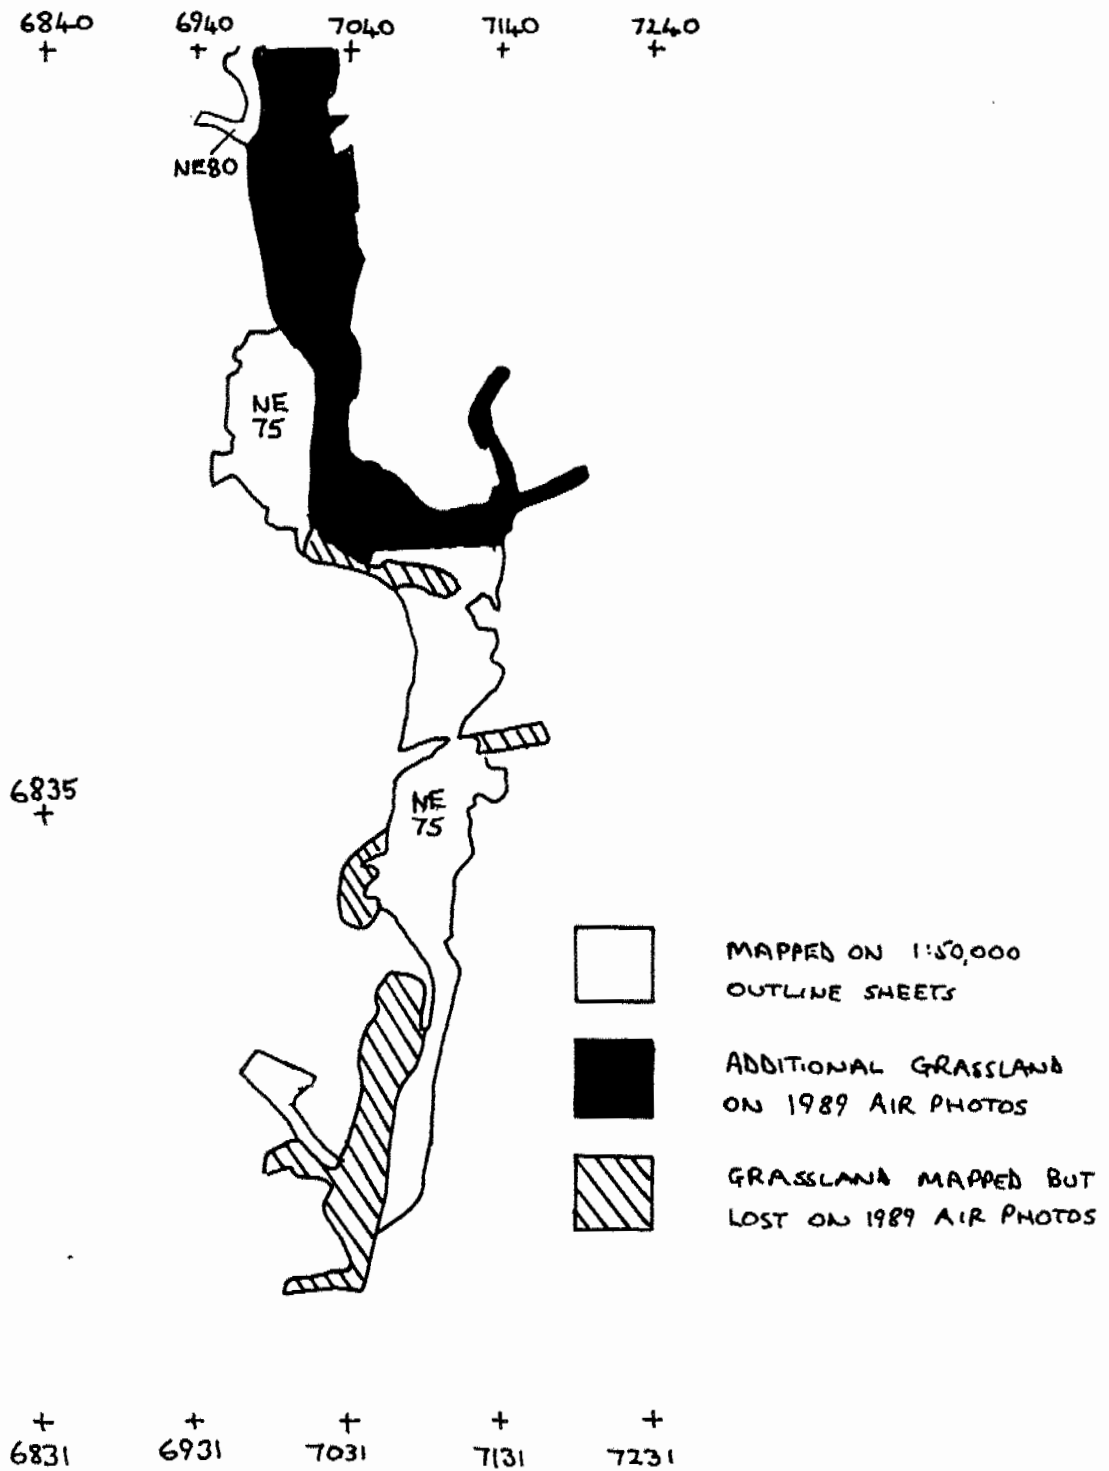 6840 6940 7040 7140 7240
NE80
NE
75
6835
NE
75
MAPPED ON 1:50,000
OUTLINE SHEETS
ADDITIONAL GRASSLAND
ON 1989 AIR PHOTOS
GRASSLAND MAPPED BUT
LOST ON 1989 AIR PHOTOS
6831 6931 7031 7131 7231